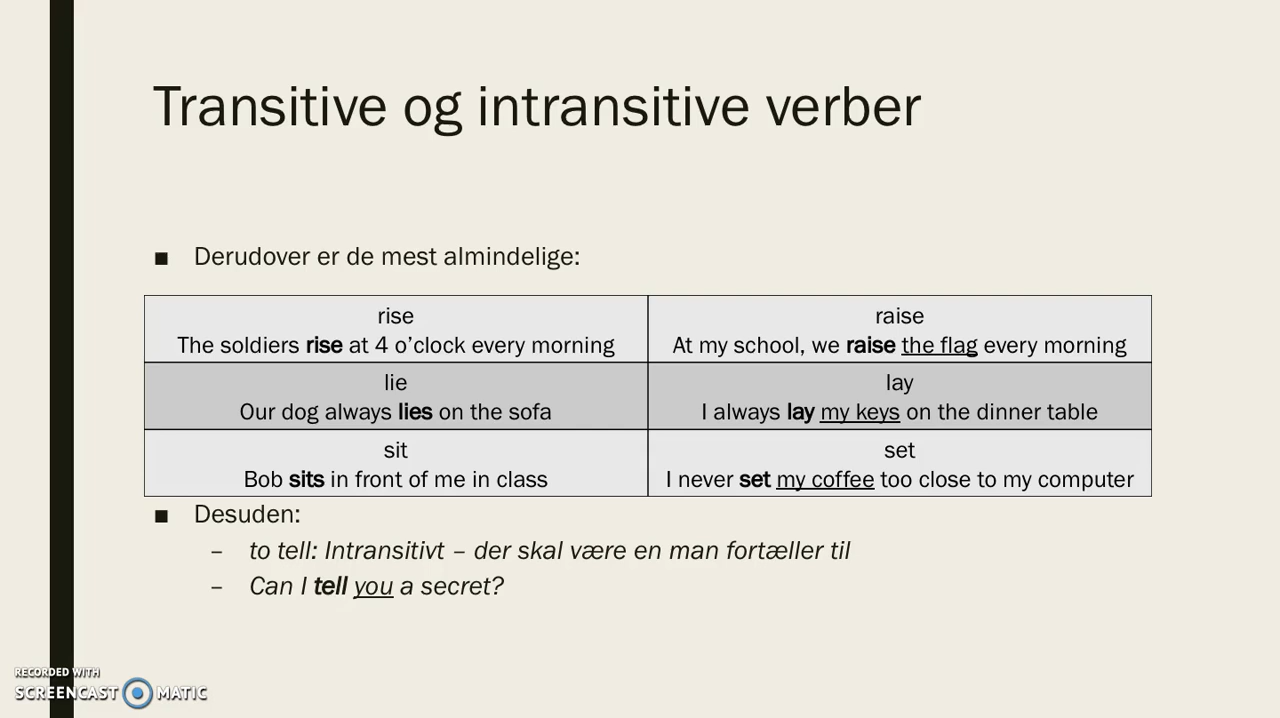 Transitive og intransitive verber
▪ Derudover er de mest almindelige:
rise
The soldiers rise at 4 o’clock every morning
raise
At my school, we raise the flag every morning
lie
Our dog always lies on the sofa
lay
I always lay my keys on the dinner table
sit
Bob sits in front of me in class
set
I never set my coffee too close to my computer
▪ Desuden:
– to tell: Intransitivt – der skal være en man fortæller til
– Can I tell you a secret?
RECORDED WITH
SCREENCAST MATIC